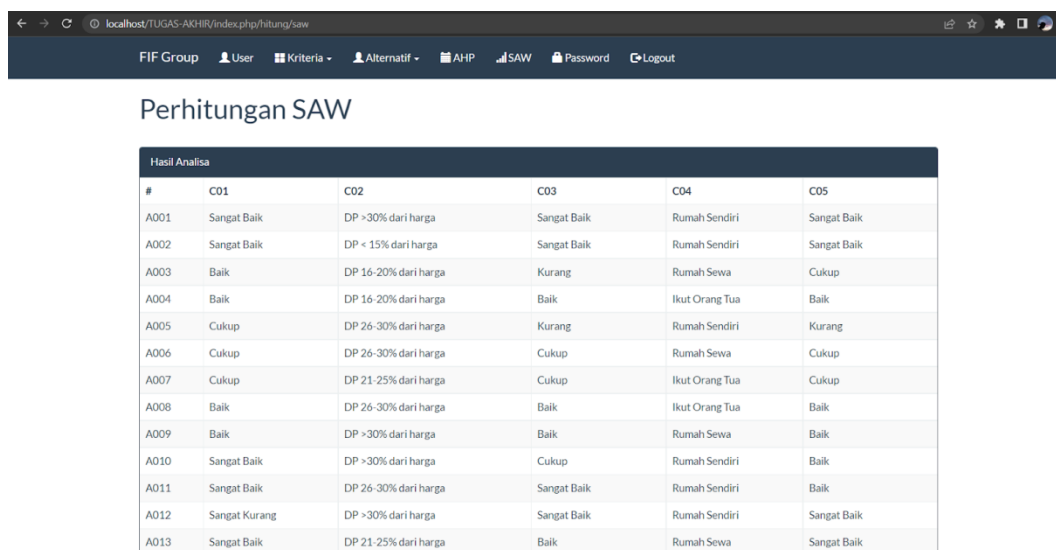 localhost/TUGAS-AKHIR/index.php/hitung/saw
FIF Group User Kriteria Alternatif AHP SAW Password Logout
Perhitungan SAW
Hasil Analisa
# C01 C02 C03 C04 C05
A001 Sangat Baik DP >30% dari harga Sangat Baik Rumah Sendiri Sangat Baik
A002 Sangat Baik DP < 15% dari harga Sangat Baik Rumah Sendiri Sangat Baik
A003 Baik DP 16-20% dari harga Kurang Rumah Sewa Cukup
A004 Baik DP 16-20% dari harga Baik Ikut Orang Tua Baik
A005 Cukup DP 26-30% dari harga Kurang Rumah Sendiri Kurang
A006 Cukup DP 26-30% dari harga Cukup Rumah Sewa Cukup
A007 Cukup DP 21-25% dari harga Cukup Ikut Orang Tua Cukup
A008 Baik DP 26-30% dari harga Baik Ikut Orang Tua Baik
A009 Baik DP >30% dari harga Baik Rumah Sewa Baik
A010 Sangat Baik DP >30% dari harga Cukup Rumah Sendiri Baik
A011 Sangat Baik DP 26-30% dari harga Sangat Baik Rumah Sendiri Baik
A012 Sangat Kurang DP >30% dari harga Sangat Baik Rumah Sendiri Sangat Baik
A013 Sangat Baik DP 21-25% dari harga Baik Rumah Sewa Sangat Baik